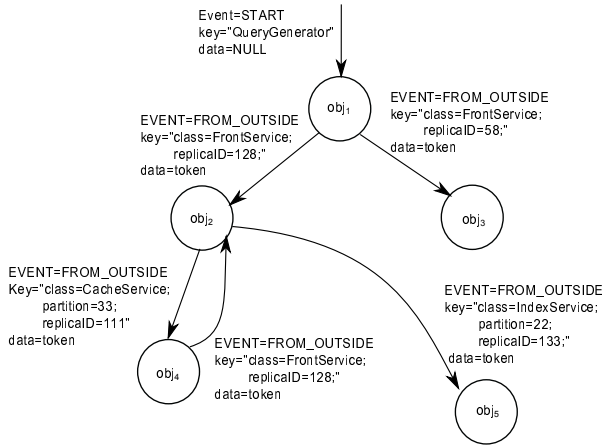 Event=START
key="QueryGenerator"
data=NULL
obj1
EVENT=FROM_OUTSIDE
key="class=FrontService;
replicaID=58;"
data=token
EVENT=FROM_OUTSIDE
key="class=FrontService;
replicaID=128;"
data=token
obj2
obj3
EVENT=FROM_OUTSIDE
Key="class=CacheService;
partition=33;
replicaID=111"
data=token
EVENT=FROM_OUTSIDE
key="class=IndexService;
partition=22;
replicaID=133;"
data=token
EVENT=FROM_OUTSIDE
key="class=FrontService;
replicaID=128;"
data=token
obj4
obj5